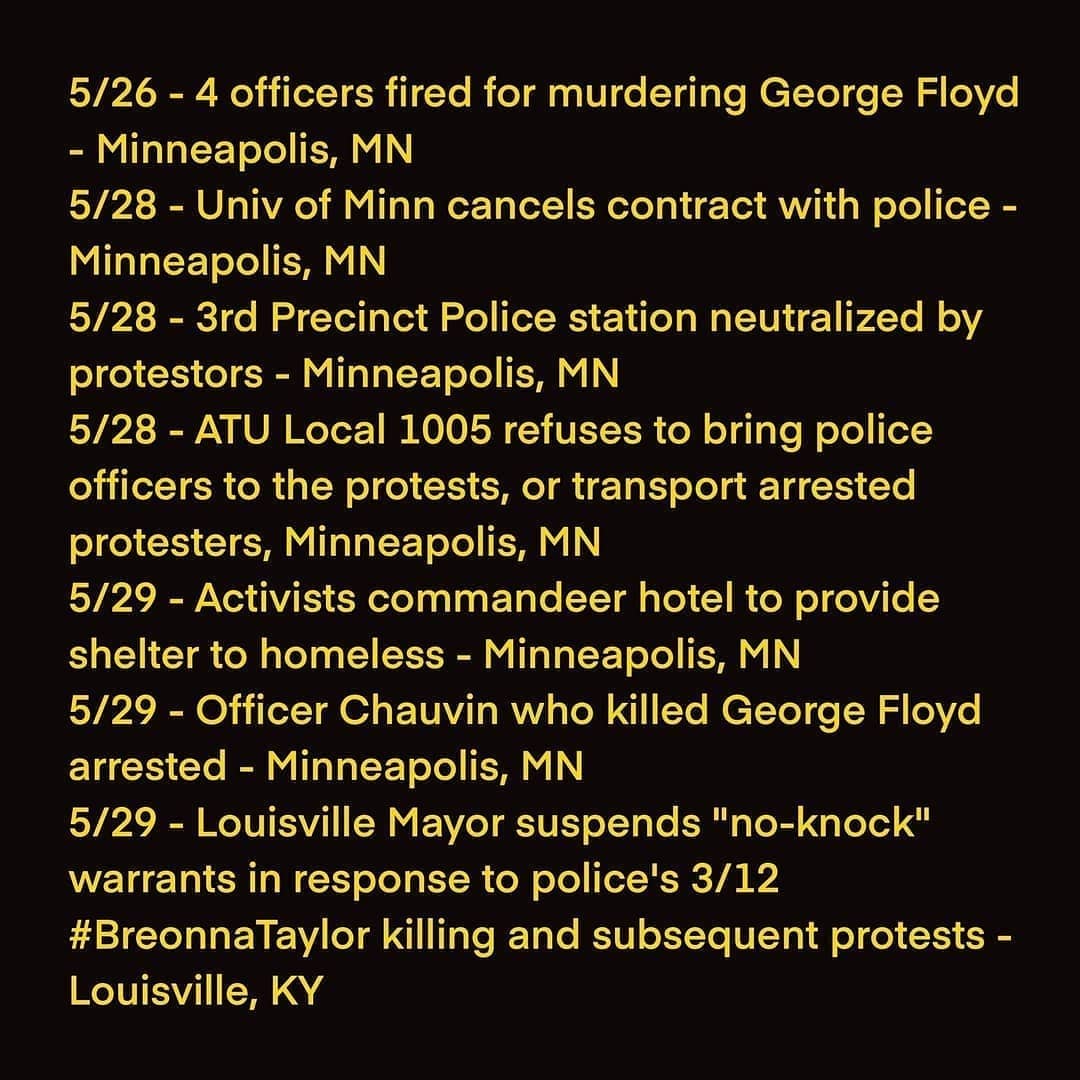 5/26 - 4 officers fired for murdering George Floyd
- Minneapolis, MN
5/28 - Univ of Minn cancels contract with police -
Minneapolis, MN
5/28 - 3rd Precinct Police station neutralized by
protestors - Minneapolis, MN
5/28 - ATU Local 1005 refuses to bring police
officers to the protests, or transport arrested
protesters, Minneapolis, MN
5/29 - Activists commandeer hotel to provide
shelter to homeless - Minneapolis, MN
5/29 - Officer Chauvin who killed George Floyd
arrested - Minneapolis, MN
5/29 - Louisville Mayor suspends "no-knock"
warrants in response to police's 3/12
#BreonnaTaylor killing and subsequent protests -
Louisville, KY